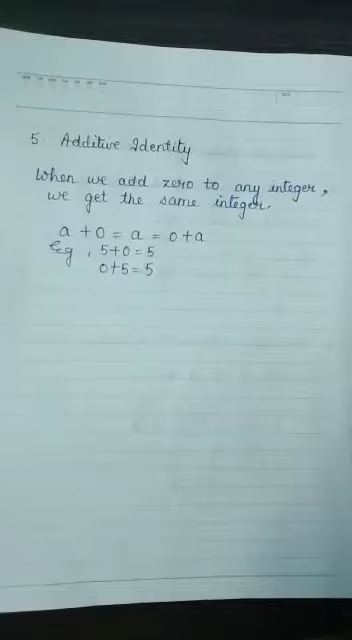 5. Additive Identity
When we add zero to any integer,
we get the same integer.
a + 0 = a = 0 + a
Eg, 5+0=5
0+5=5